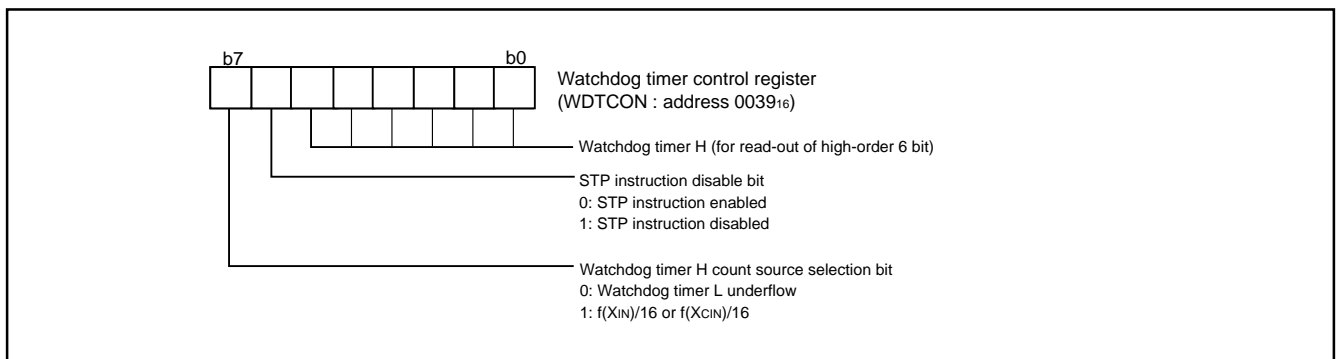 b7 b0
Watchdog timer control register
(WDTCON : address 0039₁₆)
Watchdog timer H (for read-out of high-order 6 bit)
STP instruction disable bit
0: STP instruction enabled
1: STP instruction disabled
Watchdog timer H count source selection bit
0: Watchdog timer L underflow
1: f(XIN)/16 or f(XCIN)/16